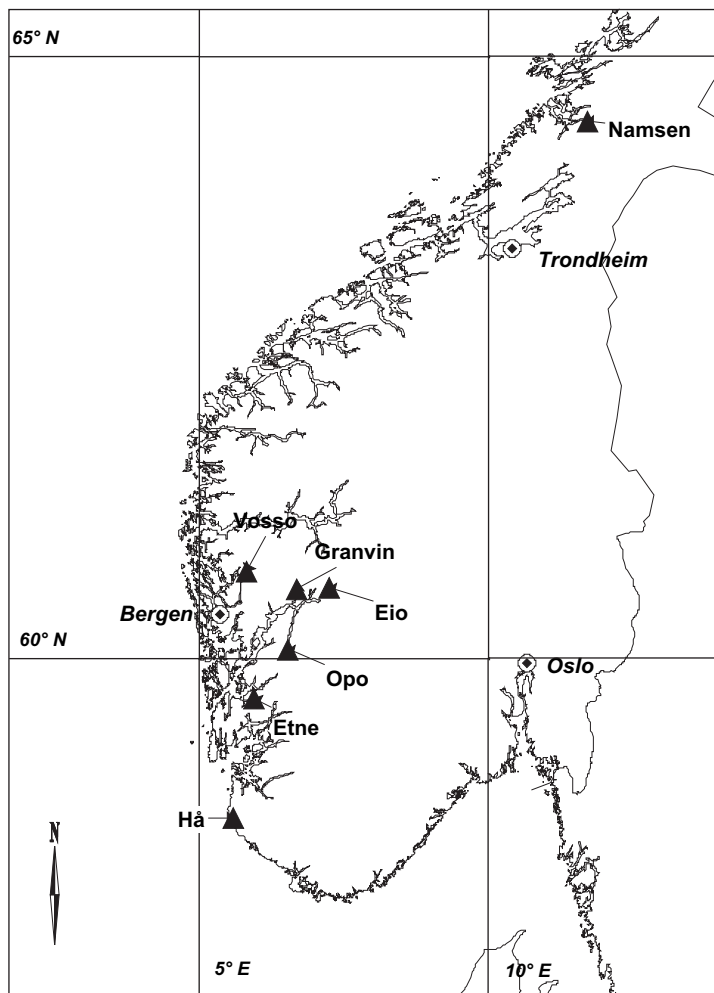 65° N
Namsen
Trondheim
Vosso
Granvin
Bergen
Eio
60° N
Oslo
Opo
Etne
Hå
N
5° E
10° E